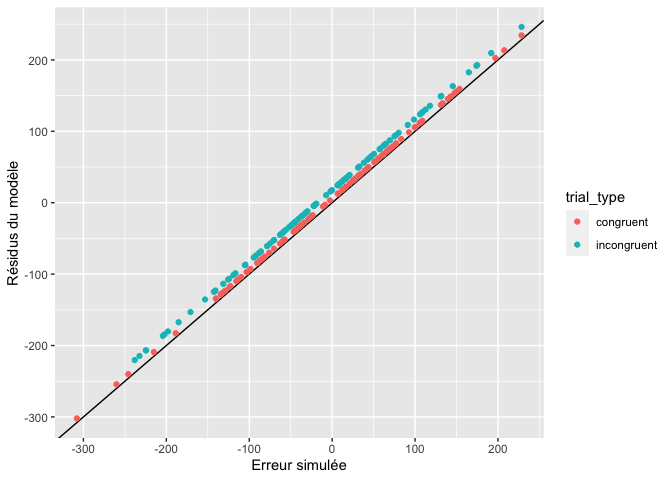 200
100
0
-100
-200
-300
Résidus du modèle
-300 -200 -100 0 100 200
Erreur simulée
trial_type
congruent
incongruent